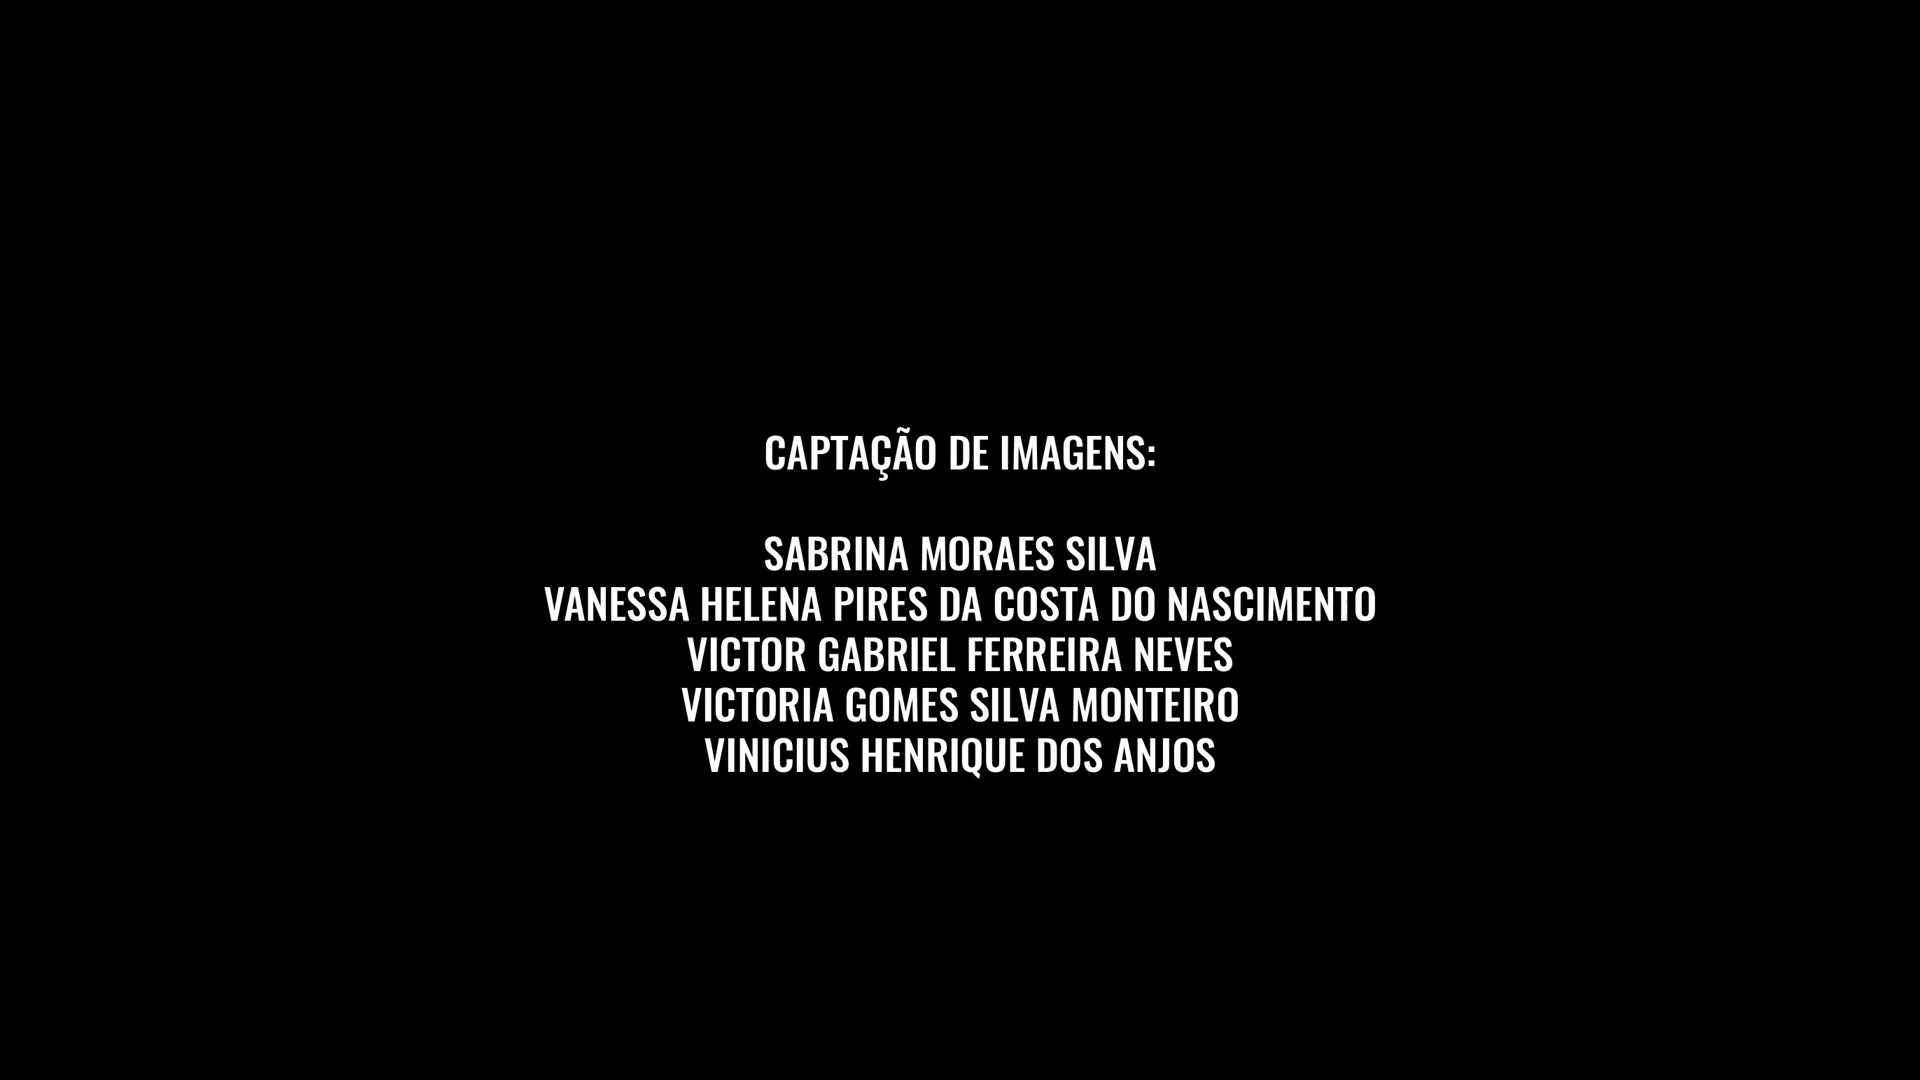 CAPTAÇÃO DE IMAGENS:
SABRINA MORAES SILVA
VANESSA HELENA PIRES DA COSTA DO NASCIMENTO
VICTOR GABRIEL FERREIRA NEVES
VICTORIA GOMES SILVA MONTEIRO
VINICIUS HENRIQUE DOS ANJOS